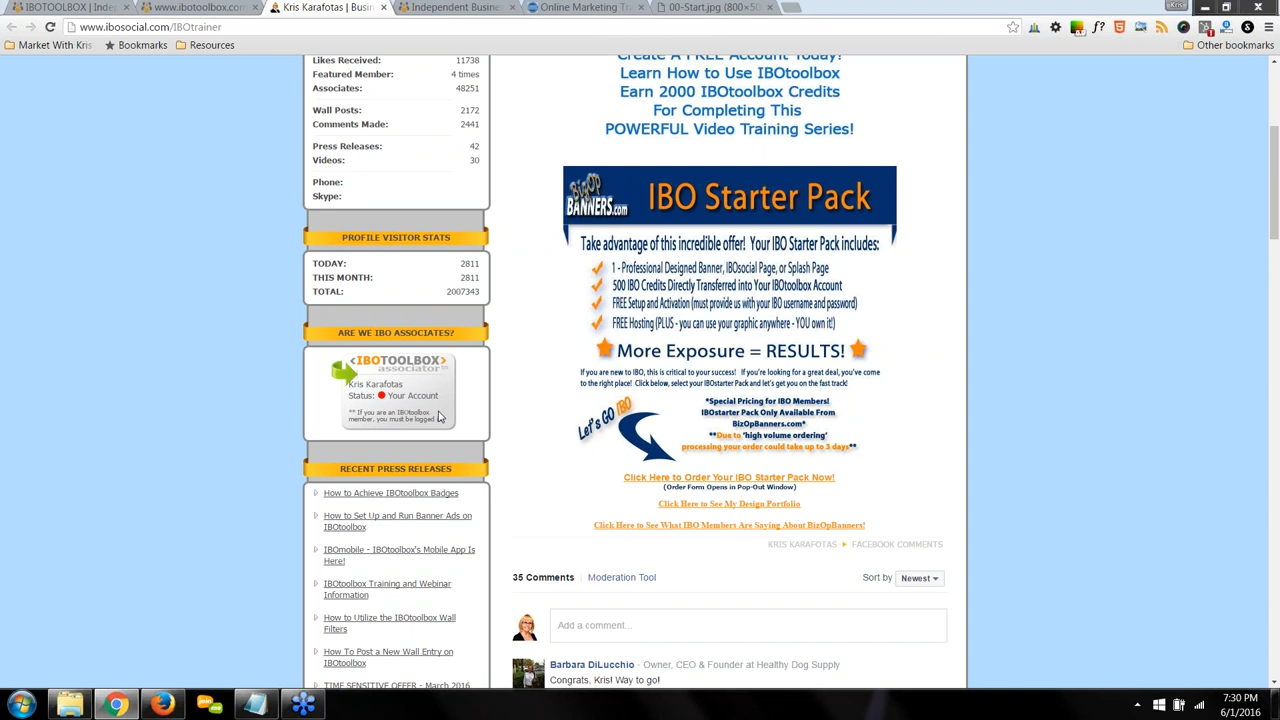 IBOTOOLBOX | Indep
www.ibotoolbox.com
Kris Karafotas | Busin
Independent Business
Online Marketing Tra
00-Start.jpg (800×50
Kris
www.ibosocial.com/IBOtrainer
Market With Kris
Bookmarks
Resources
Other bookmarks
Likes Received: 11738
Featured Member: 4 times
Associates: 48251
Wall Posts: 2172
Comments Made: 2441
Press Releases: 42
Videos: 30
Phone:
Skype:
PROFILE VISITOR STATS
TODAY: 2811
THIS MONTH: 2811
TOTAL: 2007343
ARE WE IBO ASSOCIATES?
<IBOTOOLBOX>
associator
Kris Karafotas
Status: Your Account
** If you are an IBOtoolbox
member, you must be logged
RECENT PRESS RELEASES
How to Achieve IBOtoolbox Badges
How to Set Up and Run Banner Ads on
IBOtoolbox
IBOmobile - IBOtoolbox's Mobile App Is
Here!
IBOtoolbox Training and Webinar
Information
How to Utilize the IBOtoolbox Wall
Filters
How To Post a New Wall Entry on
IBOtoolbox
TIME SENSITIVE OFFER - March 2016
Create A FREE Account Today!
Learn How to Use IBOtoolbox
Earn 2000 IBOtoolbox Credits
For Completing This
POWERFUL Video Training Series!
BizOp
BANNERS.com
IBO Starter Pack
Take advantage of this incredible offer! Your IBO Starter Pack includes:
1 - Professional Designed Banner, IBOsocial Page, or Splash Page
500 IBO Credits Directly Transferred into Your IBOtoolbox Account
FREE Setup and Activation (must provide us with your IBO username and password)
FREE Hosting (PLUS - you can use your graphic anywhere - YOU own it!)
More Exposure = RESULTS!
If you are new to IBO, this is critical to your success! If you're looking for a great deal, you've come
to the right place! Click below, select your IBOstarter Pack and let's get you on the fast track!
Let's GO IBO
*Special Pricing for IBO Members!
IBOstarter Pack Only Available From
BizOpBanners.com*
**Due to 'high volume ordering'
processing your order could take up to 3 days**
Click Here to Order Your IBO Starter Pack Now!
(Order Form Opens in Pop-Out Window)
Click Here to See My Design Portfolio
Click Here to See What IBO Members Are Saying About BizOpBanners!
KRIS KARAFOTAS FACEBOOK COMMENTS
35 Comments Moderation Tool Sort by Newest
Add a comment...
Barbara DiLucchio · Owner, CEO & Founder at Healthy Dog Supply
Congrats, Kris! Way to go!
7:30 PM
6/1/2016